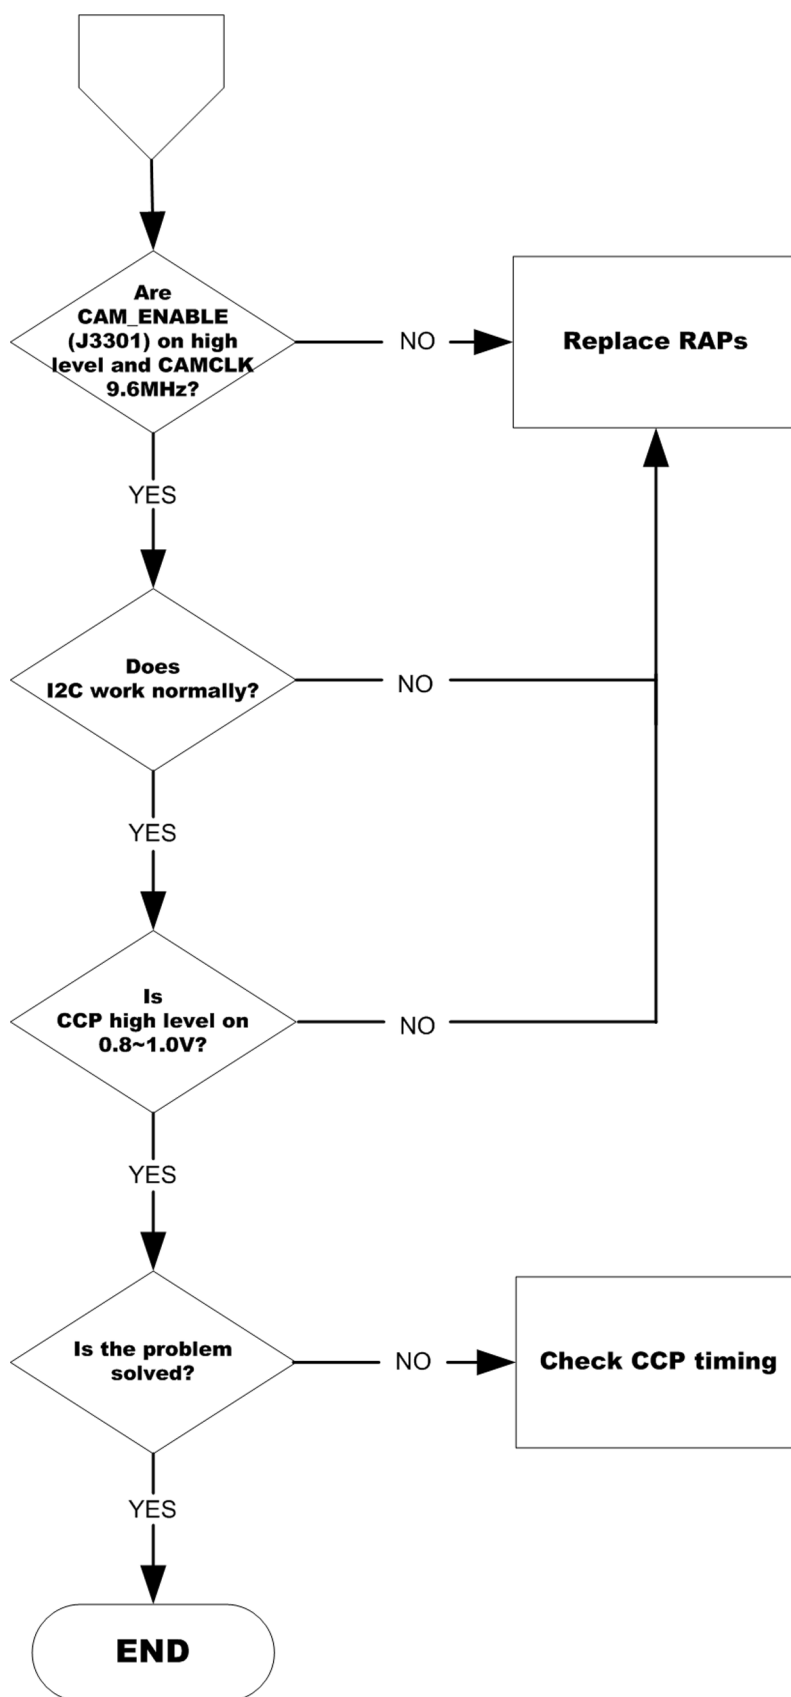 Are
CAM_ENABLE
(J3301) on high
level and CAMCLK
9.6MHz?
NO
Replace RAPs
YES
Does
I2C work normally?
NO
YES
Is
CCP high level on
0.8~1.0V?
NO
YES
Is the problem
solved?
NO
Check CCP timing
YES
END